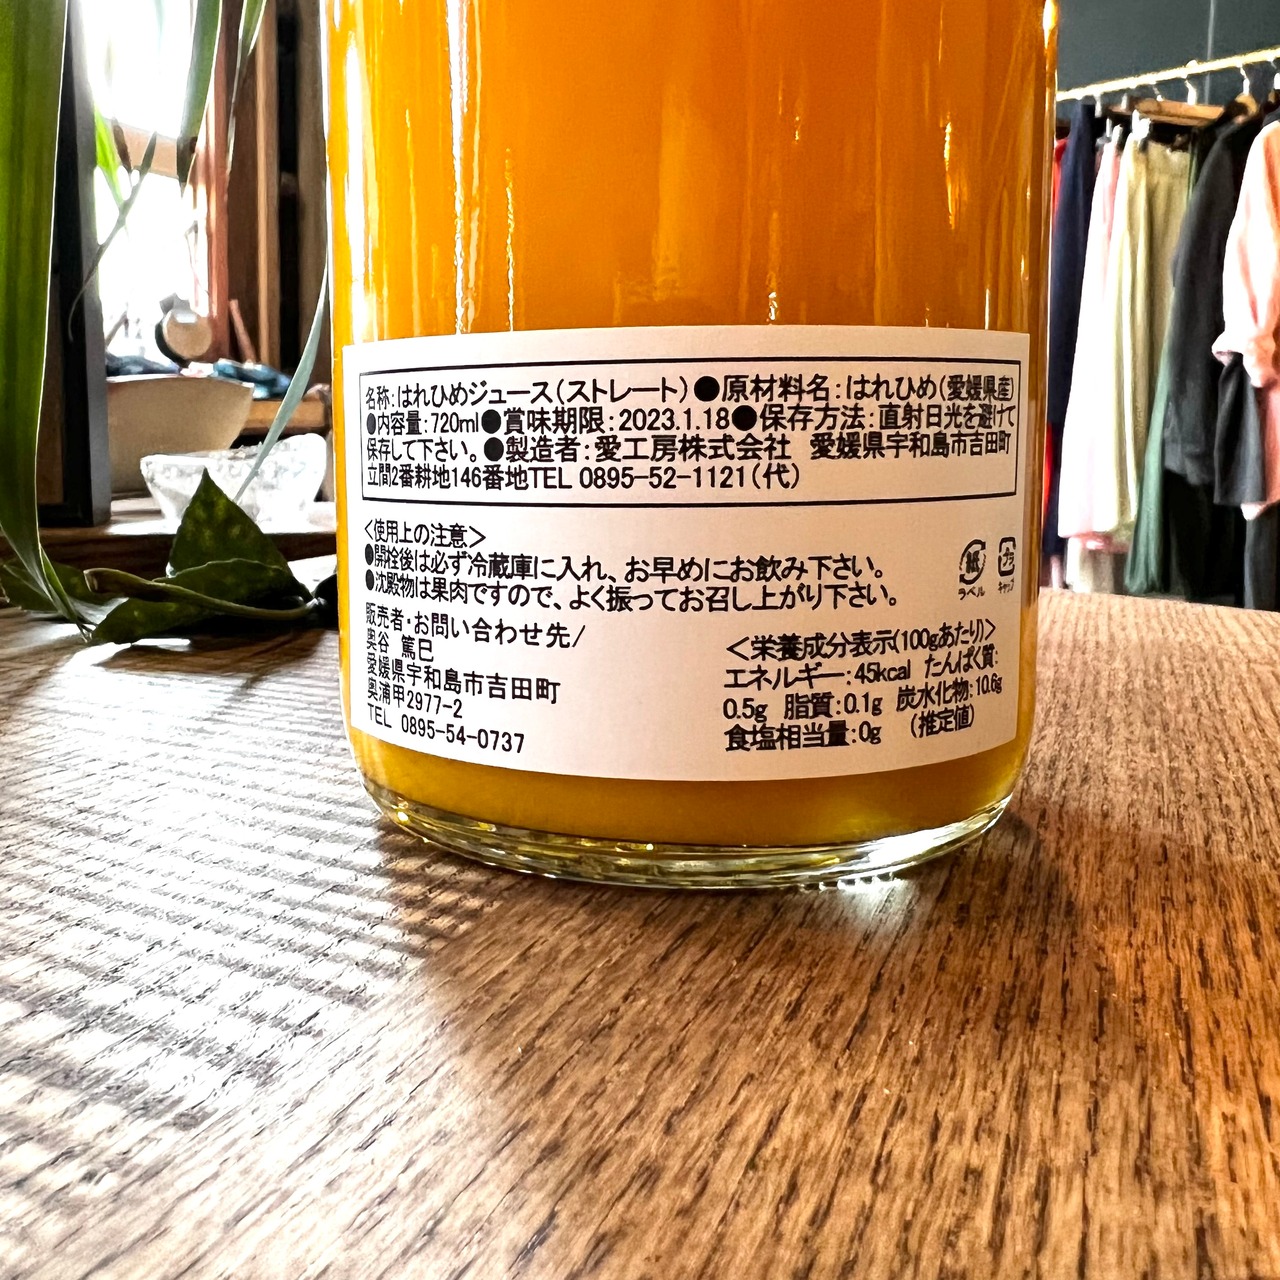 名称：はれひめジュース（ストレート）●原材料名：はれひめ（愛媛県産）
●内容量：720ml●賞味期限：2023.1.18●保存方法：直射日光を避けて
保存して下さい。●製造者：愛工房株式会社　愛媛県宇和島市吉田町
立間2番耕地146番地TEL 0895-52-1121（代）
＜使用上の注意＞
●開栓後は必ず冷蔵庫に入れ、お早めにお飲み下さい。
●沈殿物は果肉ですので、よく振ってお召し上がり下さい。
紙
ラベル
プラ
キャップ
販売者・お問い合わせ先/
奥谷　篤巳
愛媛県宇和島市吉田町
奥浦甲2977-2
TEL 0895-54-0737
＜栄養成分表示(100gあたり)＞
エネルギー：45kcal たんぱく質：
0.5g 脂質：0.1g 炭水化物：10.6g
食塩相当量：0g （推定値）